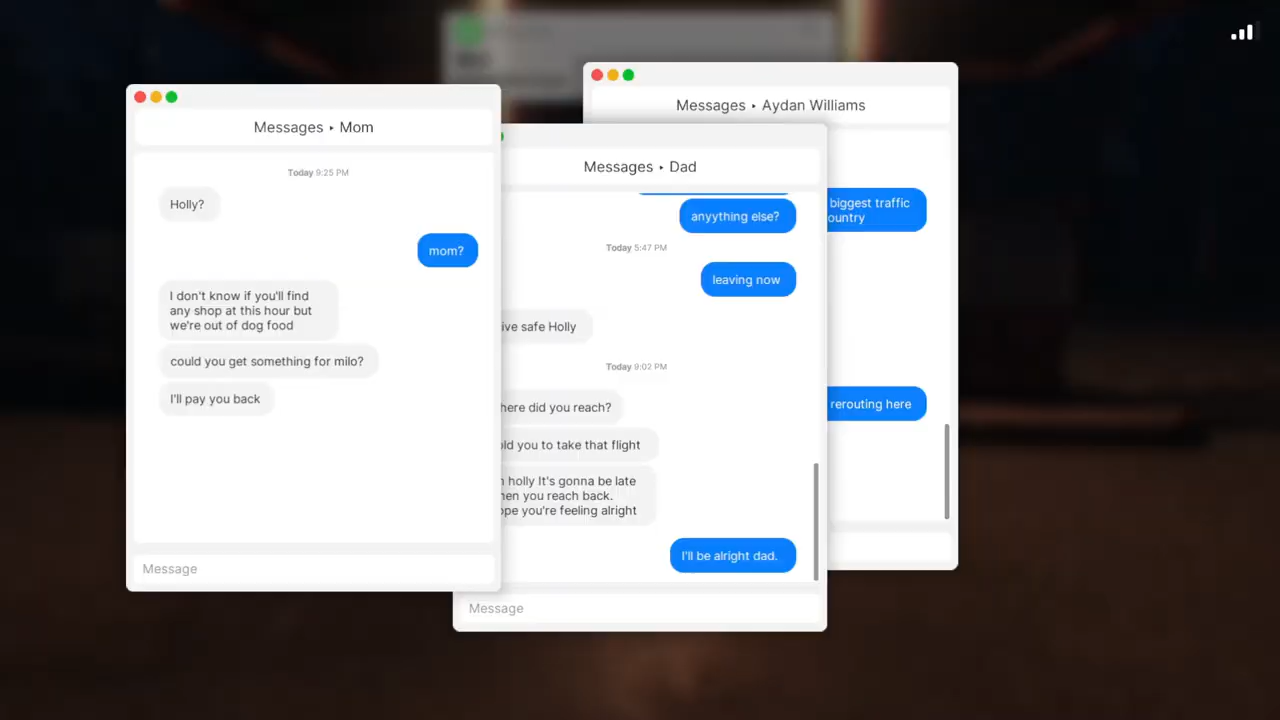 Messages ▸ Mom
Today 9:25 PM
Holly?
mom?
I don't know if you'll find
any shop at this hour but
we're out of dog food
could you get something for milo?
I'll pay you back
Message
Messages ▸ Dad
anyything else?
Today 5:47 PM
leaving now
ive safe Holly
Today 9:02 PM
here did you reach?
old you to take that flight
holly It's gonna be late
hen you reach back.
ope you're feeling alright
I'll be alright dad.
Message
Messages ▸ Aydan Williams
biggest traffic
ountry
rerouting here